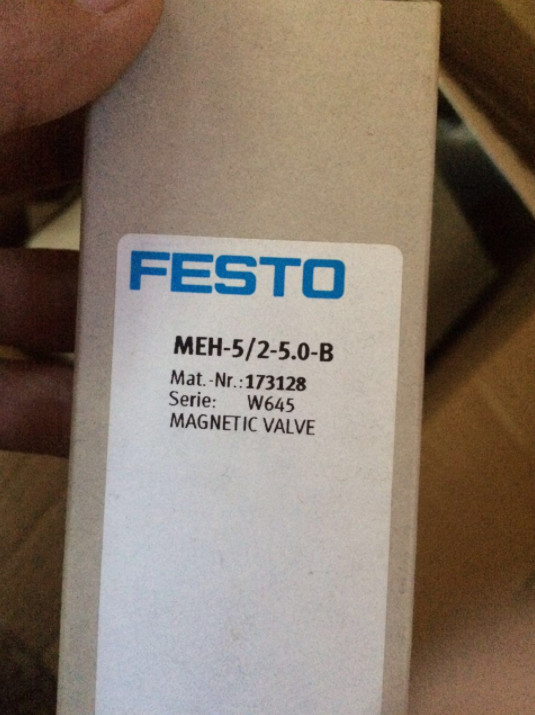 FESTO
MEH-5/2-5.0-B
Mat.-Nr.:173128
Serie: W645
MAGNETIC VALVE